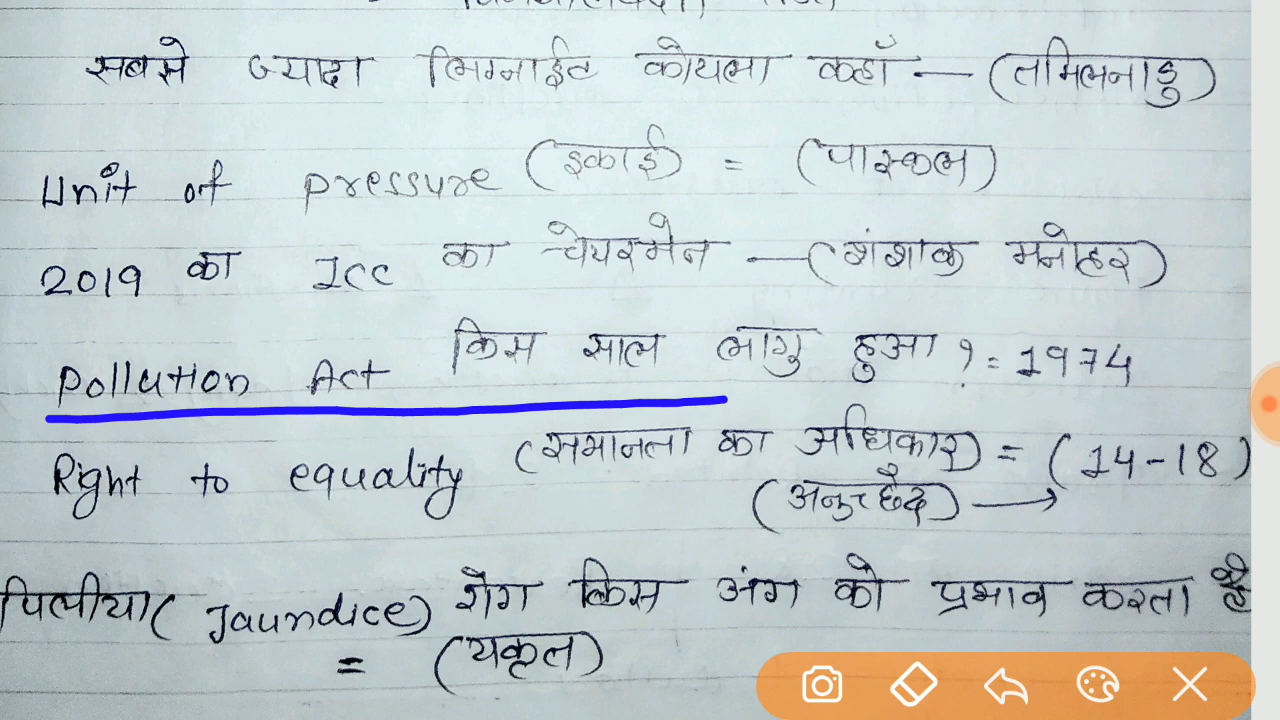 सबसे ज्यादा लिग्नाईट कोयला कहाँ — (तमिलनाडु)
Unit of pressure (इकाई) = (पास्कल)
2019 का ICC का चेयरमेन — (शंशाक मनोहर)
Pollution Act किस साल लागु हुआ? = 1974
Right to equality (समानता का अधिकार) = (14-18)
(अनुच्छैद) →
पिलीया (Jaundice) रोग किस अंग को प्रभाव करता है
= (यकृत)